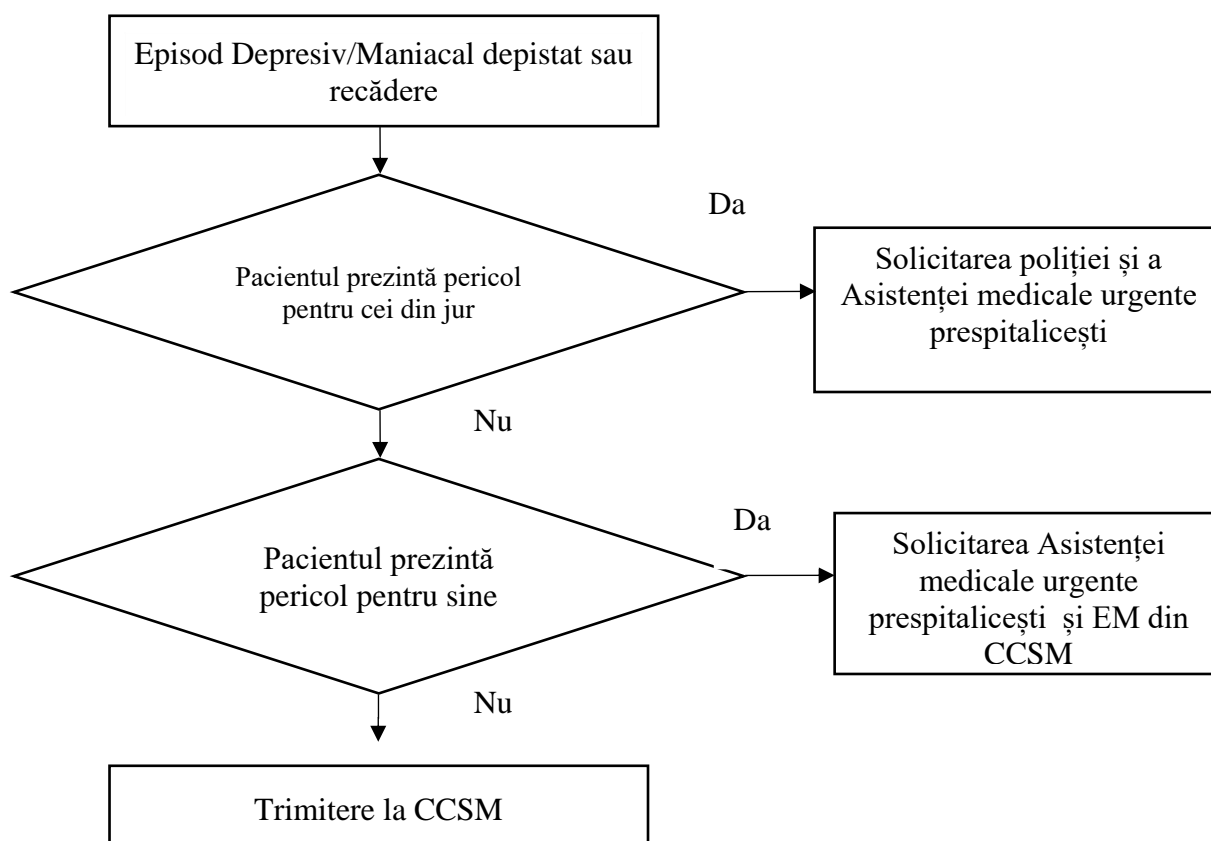 Episod Depresiv/Maniacal depistat sau
recădere
Da
Pacientul prezintă pericol
pentru cei din jur
Solicitarea poliției și a
Asistenței medicale urgente
prespitalicești
Nu
Da
Pacientul prezintă
pericol pentru sine
Solicitarea Asistenței
medicale urgente
prespitalicești și EM din
CCSM
Nu
Trimitere la CCSM